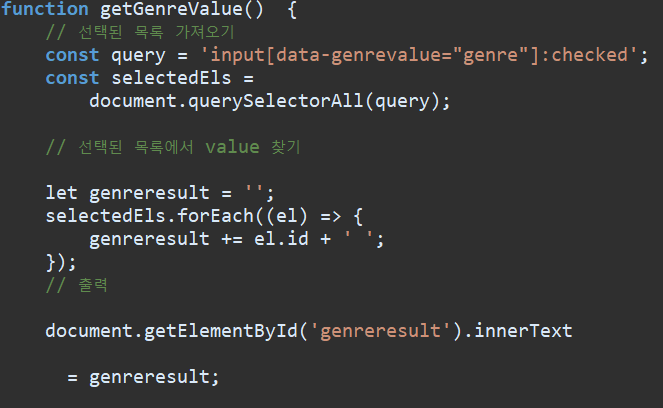 function getGenreValue()  {
    // 선택된 목록 가져오기
    const query = 'input[data-genrevalue="genre"]:checked';
    const selectedEls =
        document.querySelectorAll(query);

    // 선택된 목록에서 value 찾기

    let genreresult = '';
    selectedEls.forEach((el) => {
        genreresult += el.id + ' ';
    });
    // 출력

    document.getElementById('genreresult').innerText

      = genreresult;